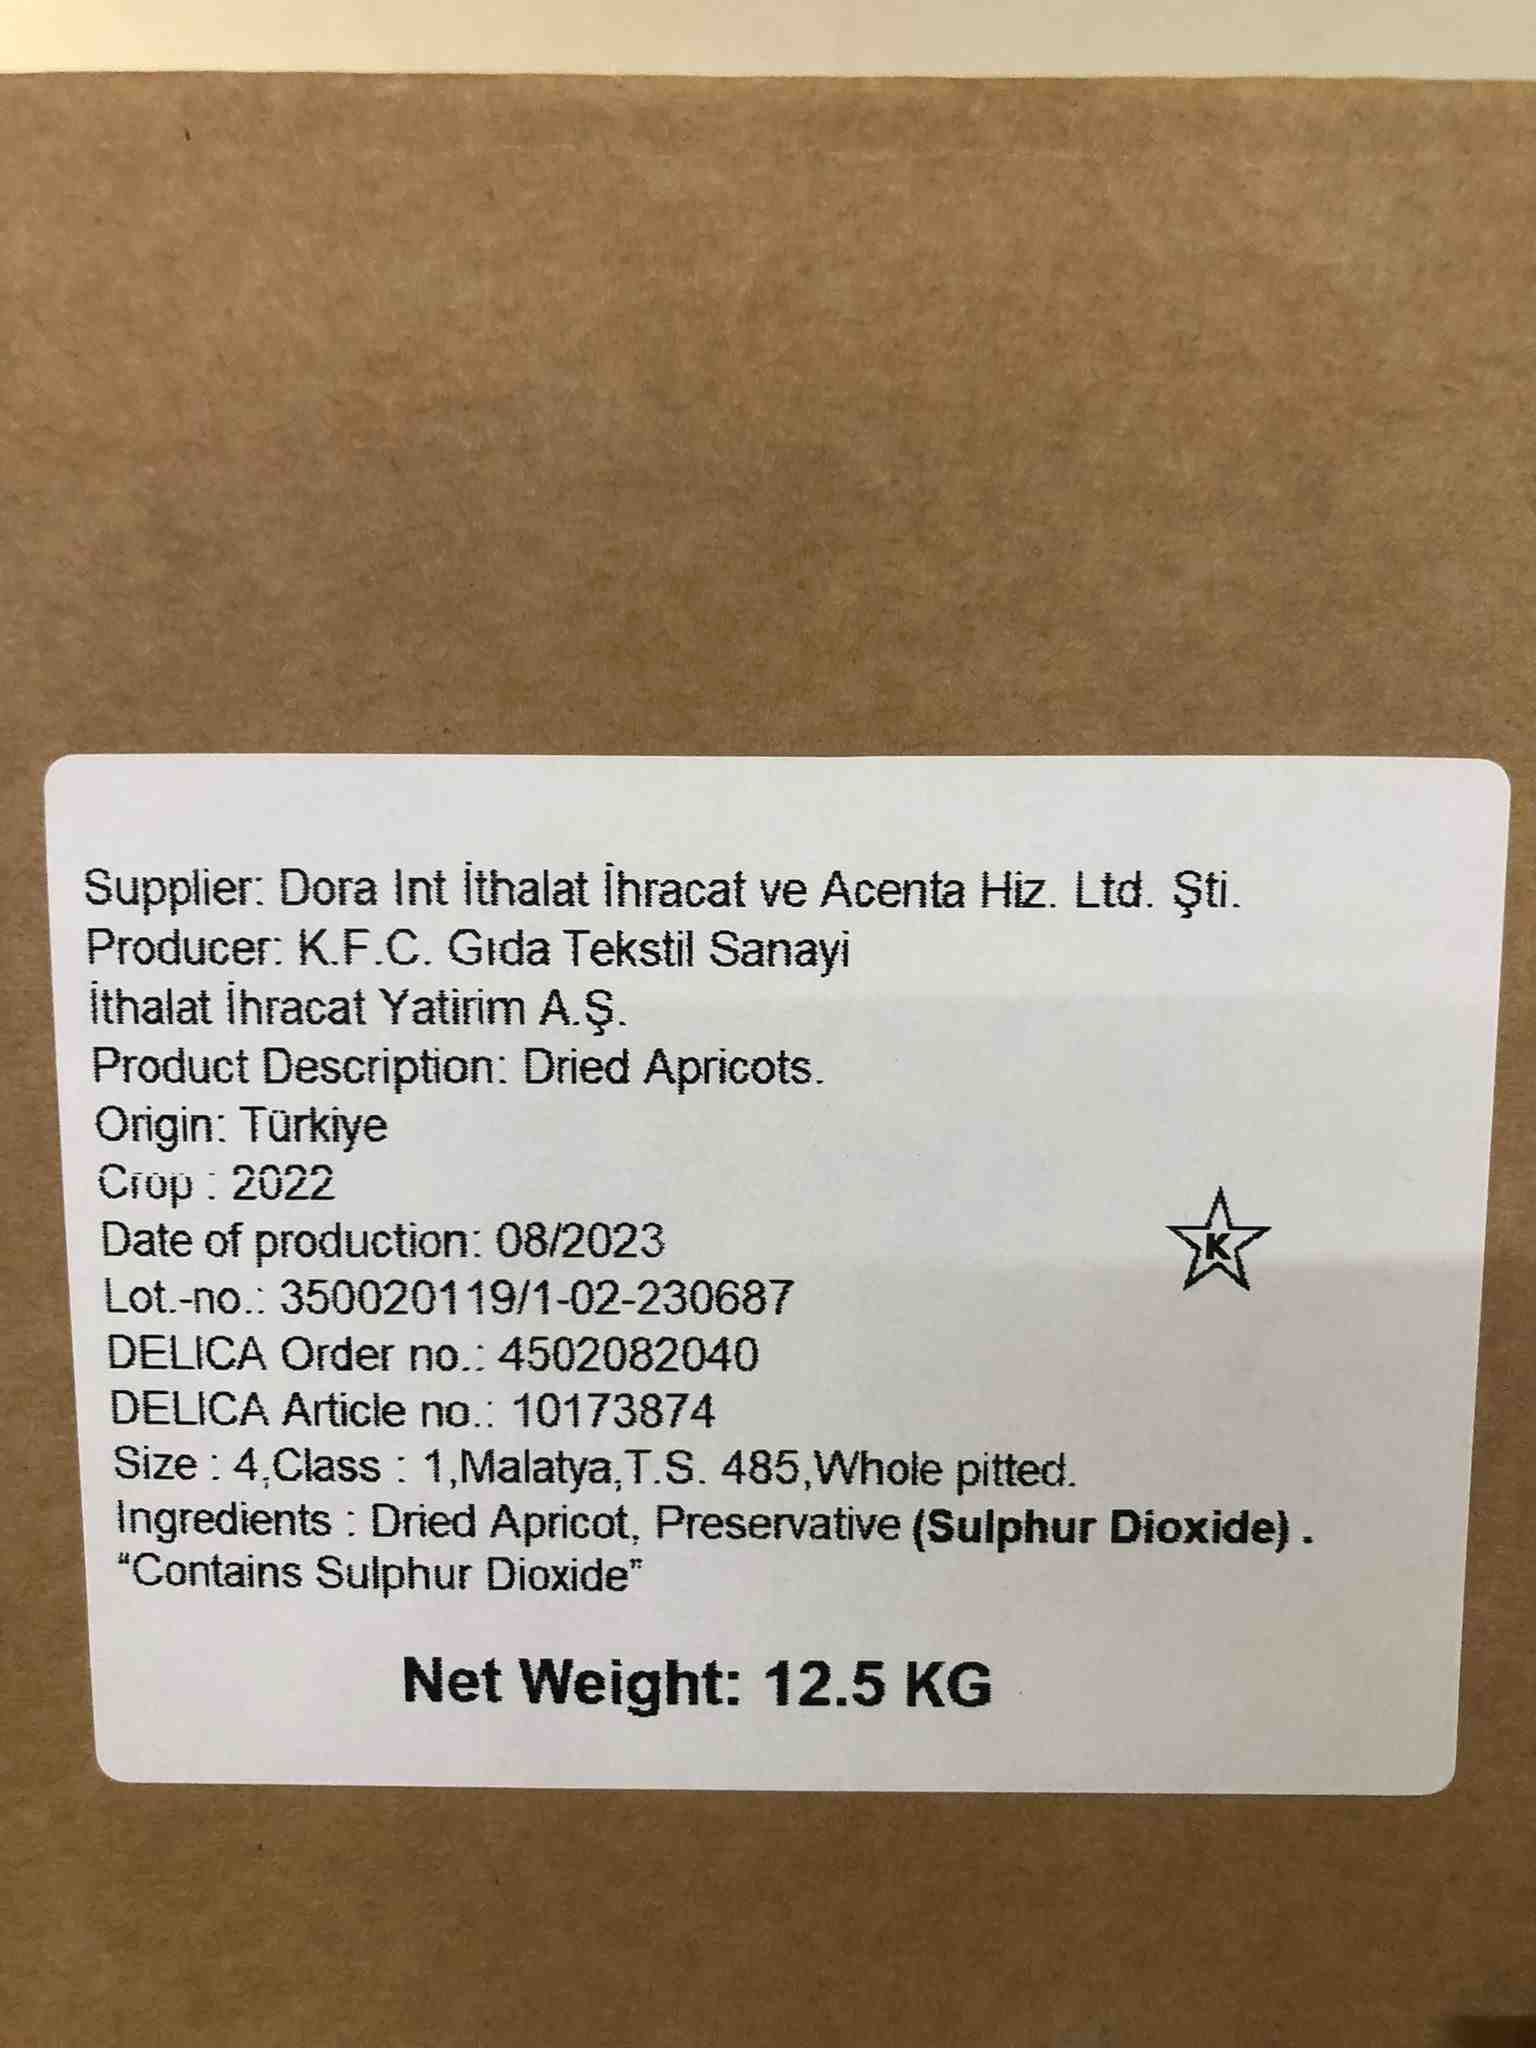 Supplier: Dora Int İthalat İhracat ve Acenta Hiz. Ltd. Şti.
Producer: K.F.C. Gıda Tekstil Sanayi
İthalat İhracat Yatirim A.Ş.
Product Description: Dried Apricots.
Origin: Türkiye
Crop : 2022
Date of production: 08/2023
K
Lot.-no.: 350020119/1-02-230687
DELICA Order no.: 4502082040
DELICA Article no.: 10173874
Size : 4,Class : 1,Malatya,T.S. 485,Whole pitted.
Ingredients : Dried Apricot, Preservative (Sulphur Dioxide) .
“Contains Sulphur Dioxide”
Net Weight: 12.5 KG